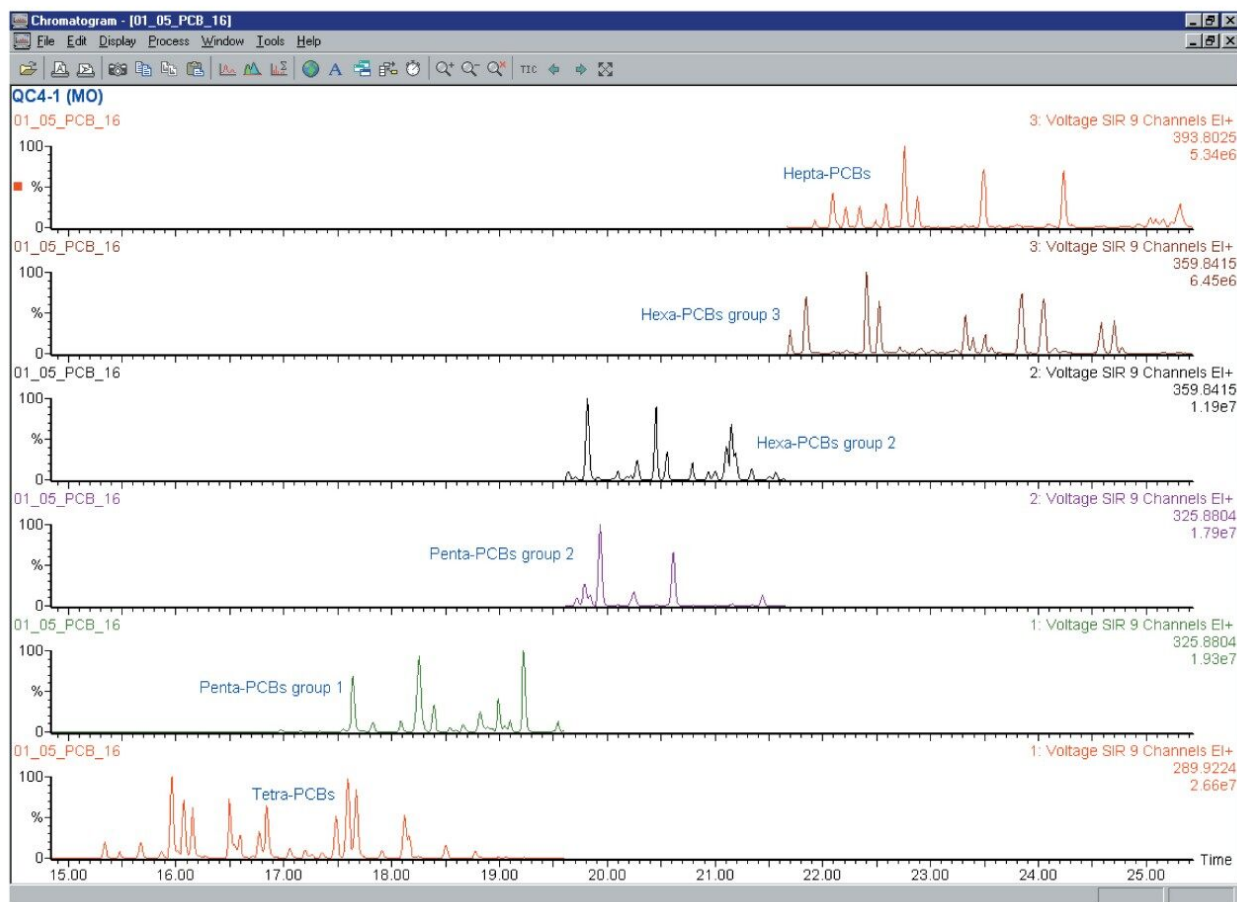 Chromatogram - [01_05_PCB_16]
File Edit Display Process Window Tools Help
TIC
QC4-1 (MO)
01_05_PCB_16
3: Voltage SIR 9 Channels EI+
393.8025
5.34e6
100
%
0
Hepta-PCBs
01_05_PCB_16
3: Voltage SIR 9 Channels EI+
359.8415
6.45e6
100
%
0
Hexa-PCBs group 3
01_05_PCB_16
2: Voltage SIR 9 Channels EI+
359.8415
1.19e7
100
%
0
Hexa-PCBs group 2
01_05_PCB_16
2: Voltage SIR 9 Channels EI+
325.8804
1.79e7
100
%
0
Penta-PCBs group 2
01_05_PCB_16
1: Voltage SIR 9 Channels EI+
325.8804
1.93e7
100
%
0
Penta-PCBs group 1
01_05_PCB_16
1: Voltage SIR 9 Channels EI+
289.9224
2.66e7
100
%
0
Tetra-PCBs
Time
15.00 16.00 17.00 18.00 19.00 20.00 21.00 22.00 23.00 24.00 25.00